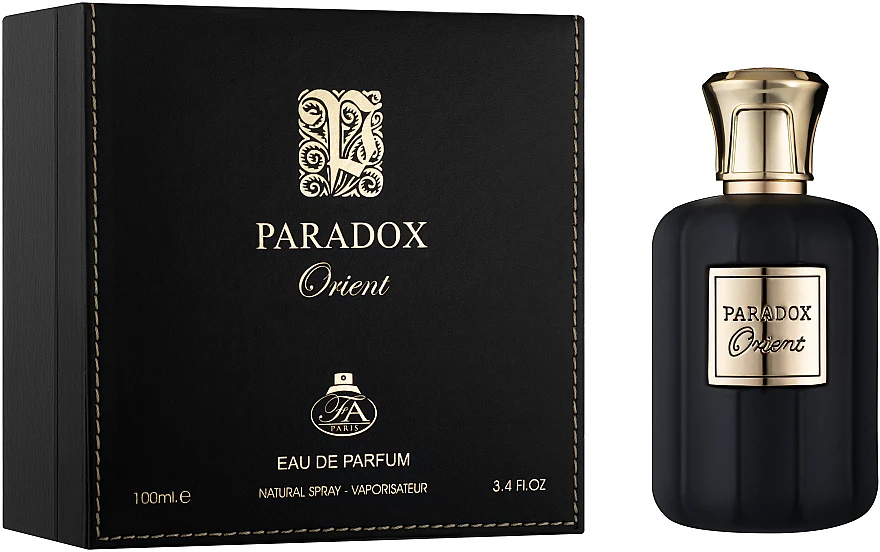 P
PARADOX
Orient
FA
PARIS
EAU DE PARFUM
100ml.e
NATURAL SPRAY - VAPORISATEUR
3.4 FL.OZ
PARADOX
Orient